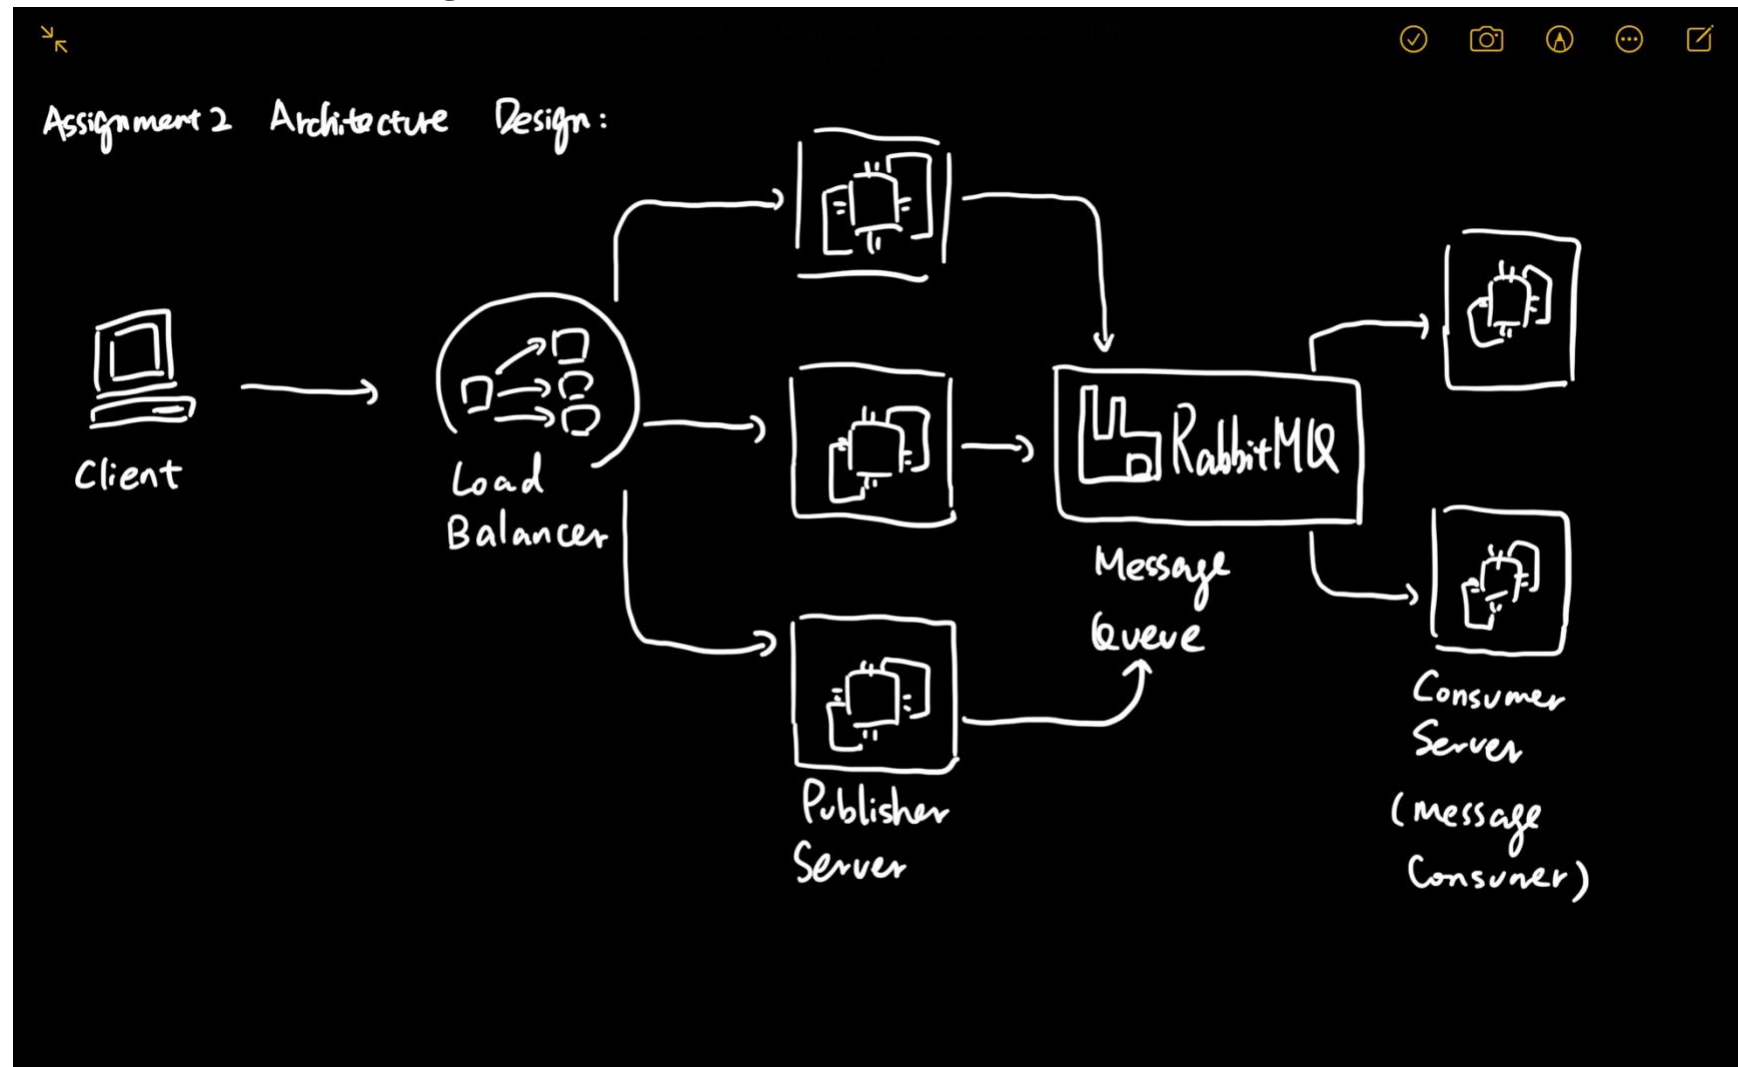 Assignment 2 Architecture Design:
Client
Load
Balancer
Publisher
Server
RabbitMQ
Message
Queue
Consumer
Server
(Message
Consumer)